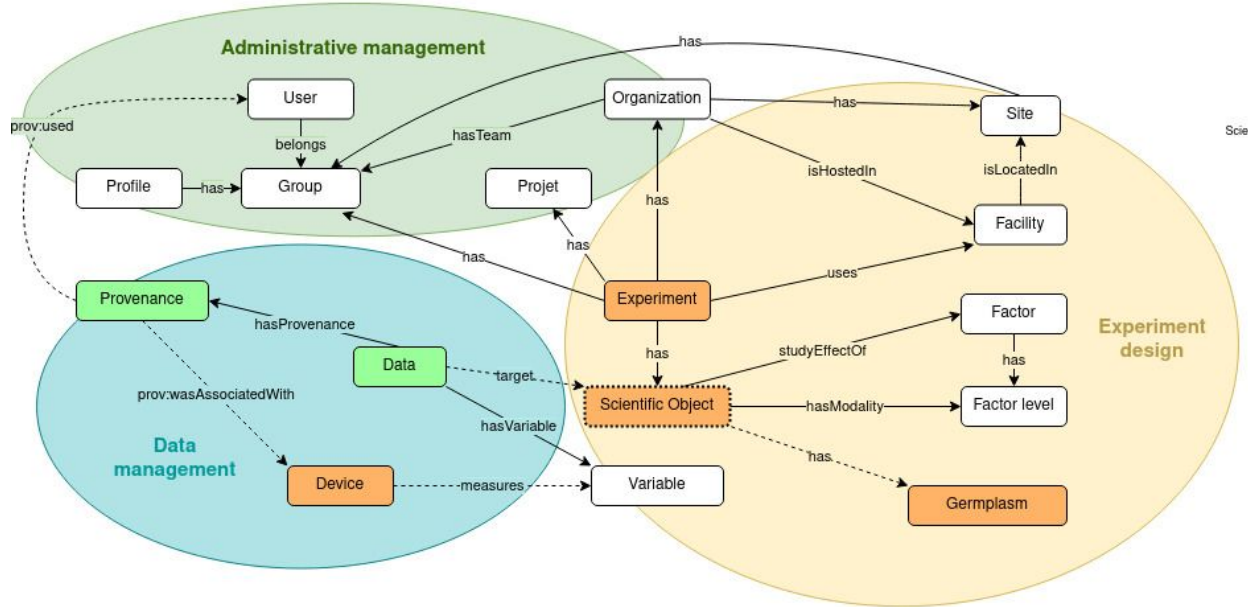 Administrative management
has
User
Organization
has
Site
prov:used
hasTeam
belongs
Scie
isHostedIn
isLocatedIn
Profile
has
Group
Projet
has
Facility
has
has
uses
Provenance
Experiment
hasProvenance
Factor
Experiment
design
Data
target
has
studyEffectOf
has
prov:wasAssociatedWith
Scientific Object
hasModality
Factor level
hasVariable
Data
management
has
Device
measures
Variable
Germplasm